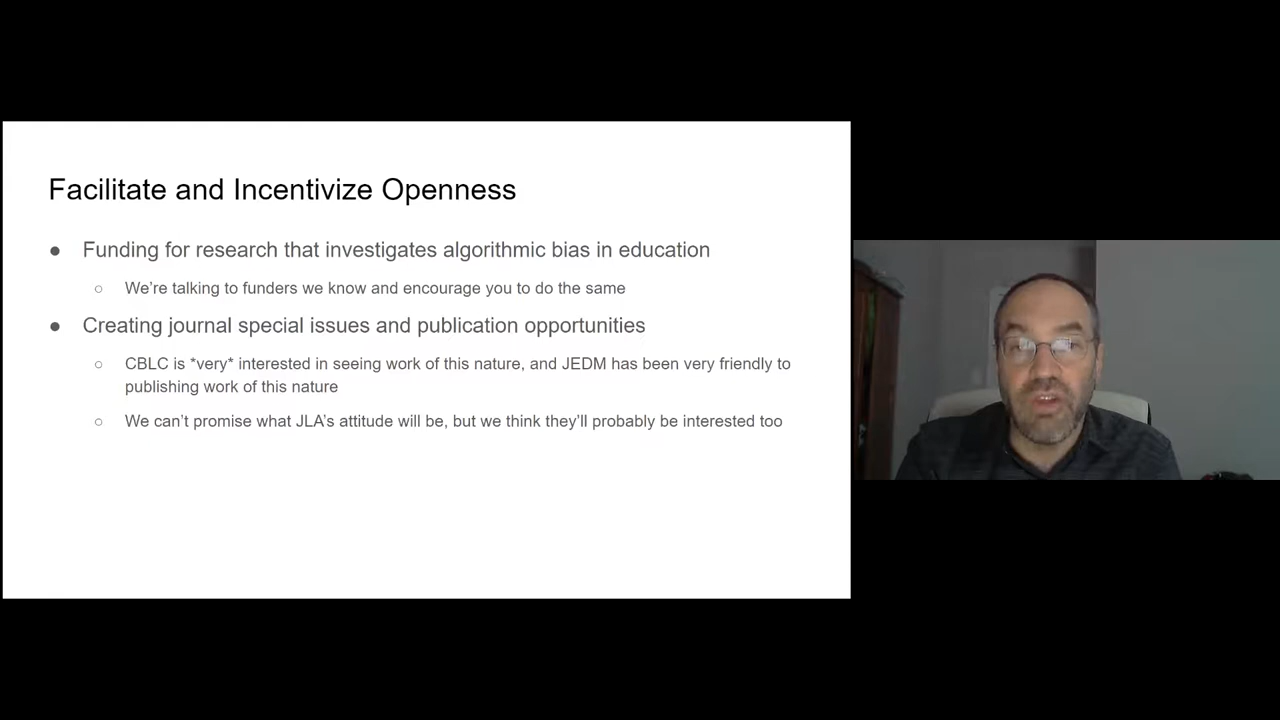 Facilitate and Incentivize Openness
● Funding for research that investigates algorithmic bias in education
○ We’re talking to funders we know and encourage you to do the same
● Creating journal special issues and publication opportunities
○ CBLC is *very* interested in seeing work of this nature, and JEDM has been very friendly to
publishing work of this nature
○ We can’t promise what JLA’s attitude will be, but we think they’ll probably be interested too